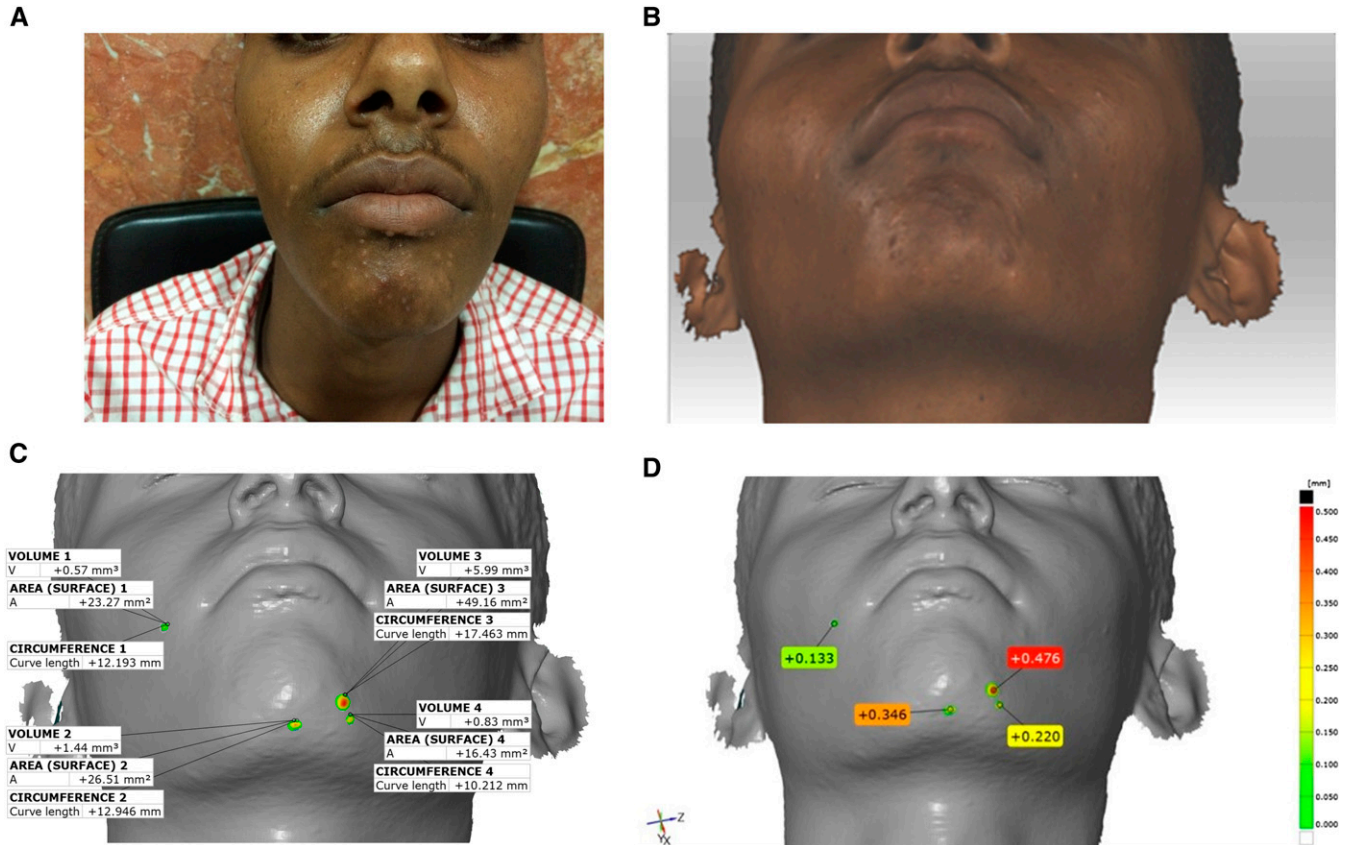 A
B
C
VOLUME 1
V +0.57 mm³
AREA (SURFACE) 1
A +23.27 mm²
CIRCUMFERENCE 1
Curve length +12.193 mm
VOLUME 2
V +1.44 mm³
AREA (SURFACE) 2
A +26.51 mm²
CIRCUMFERENCE 2
Curve length +12.946 mm
VOLUME 3
V +5.99 mm³
AREA (SURFACE) 3
A +49.16 mm²
CIRCUMFERENCE 3
Curve length +17.463 mm
VOLUME 4
V +0.83 mm³
AREA (SURFACE) 4
A +16.43 mm²
CIRCUMFERENCE 4
Curve length +10.212 mm
D
+0.133
+0.476
+0.346
+0.220
Z
Y X
[mm]
0.500
0.450
0.400
0.350
0.300
0.250
0.200
0.150
0.100
0.050
0.000